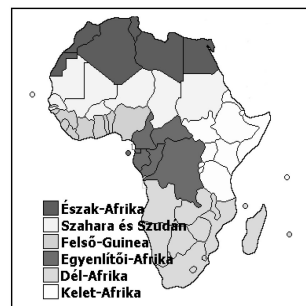 Észak-Afrika
Szahara és Szudán
Felső-Guinea
Egyenlítői-Afrika
Dél-Afrika
Kelet-Afrika